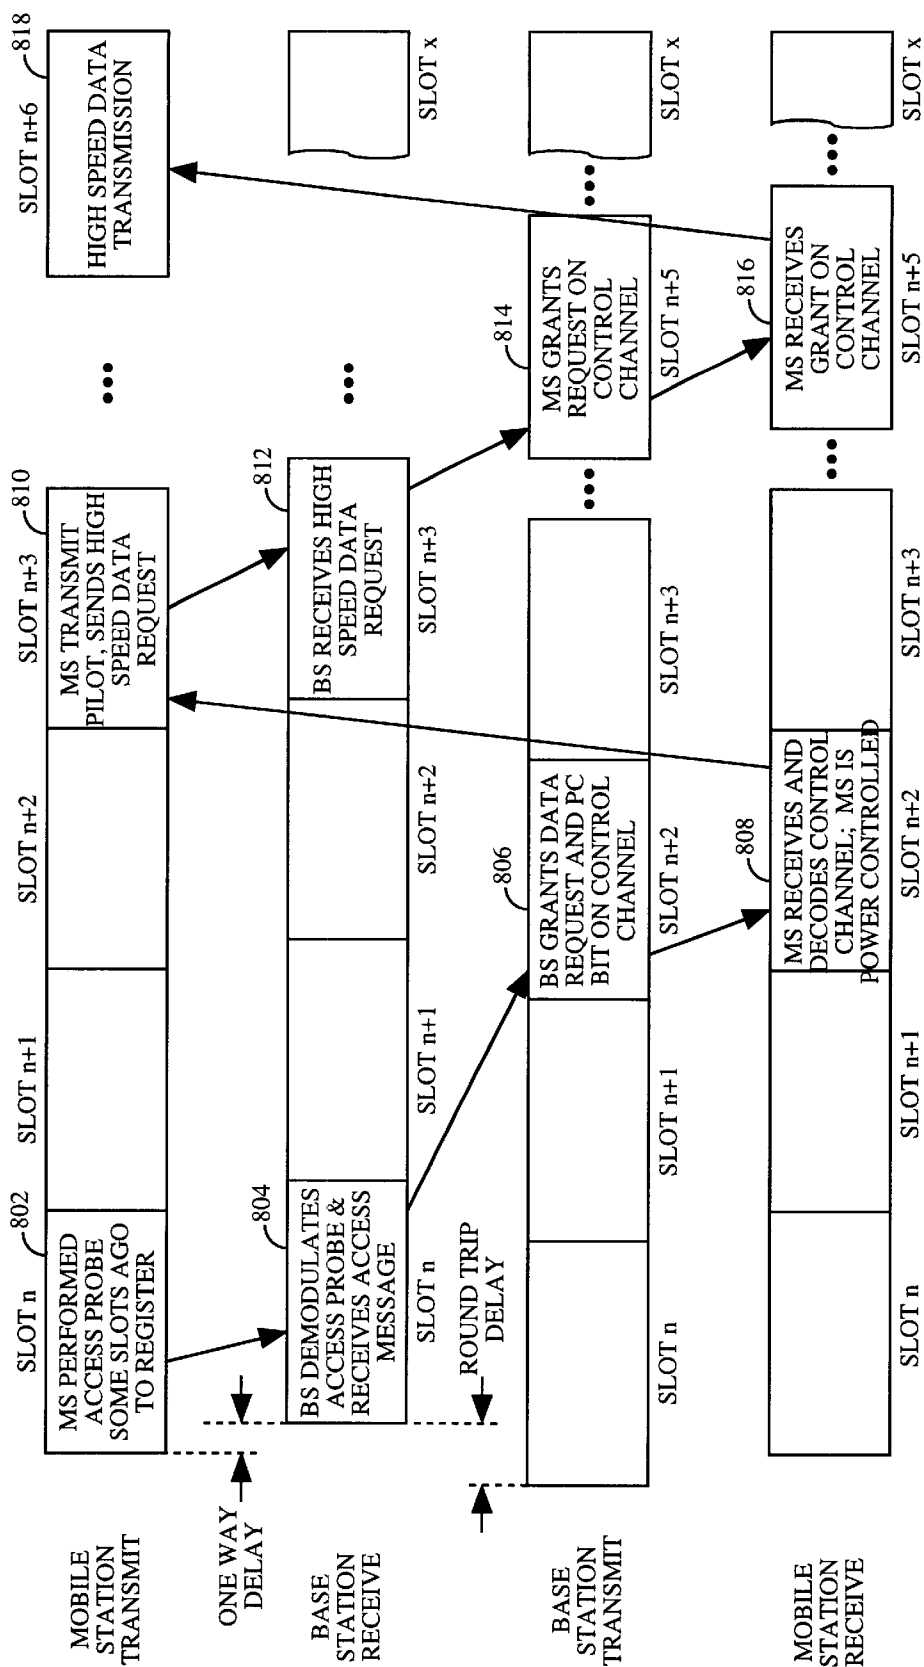 MOBILE
STATION
TRANSMIT
SLOT n
802
MS PERFORMED
ACCESS PROBE
SOME SLOTS AGO
TO REGISTER
SLOT n+1
SLOT n+2
SLOT n+3
810
MS TRANSMIT
PILOT, SENDS HIGH
SPEED DATA
REQUEST
•••
SLOT n+6
818
HIGH SPEED DATA
TRANSMISSION
ONE WAY
DELAY
BASE
STATION
RECEIVE
804
BS DEMODULATES
ACCESS PROBE &
RECEIVES ACCESS
MESSAGE
SLOT n
SLOT n+1
SLOT n+2
812
BS RECEIVES HIGH
SPEED DATA
REQUEST
SLOT n+3
•••
SLOT x
ROUND TRIP
DELAY
BASE
STATION
TRANSMIT
SLOT n
SLOT n+1
806
BS GRANTS DATA
REQUEST AND PC
BIT ON CONTROL
CHANNEL
SLOT n+2
SLOT n+3
•••
814
MS GRANTS
REQUEST ON
CONTROL
CHANNEL
SLOT n+5
•••
SLOT x
MOBILE
STATION
RECEIVE
SLOT n
SLOT n+1
808
MS RECEIVES AND
DECODES CONTROL
CHANNEL; MS IS
POWER CONTROLLED
SLOT n+2
SLOT n+3
•••
816
MS RECEIVES
GRANT ON
CONTROL
CHANNEL
SLOT n+5
•••
SLOT x